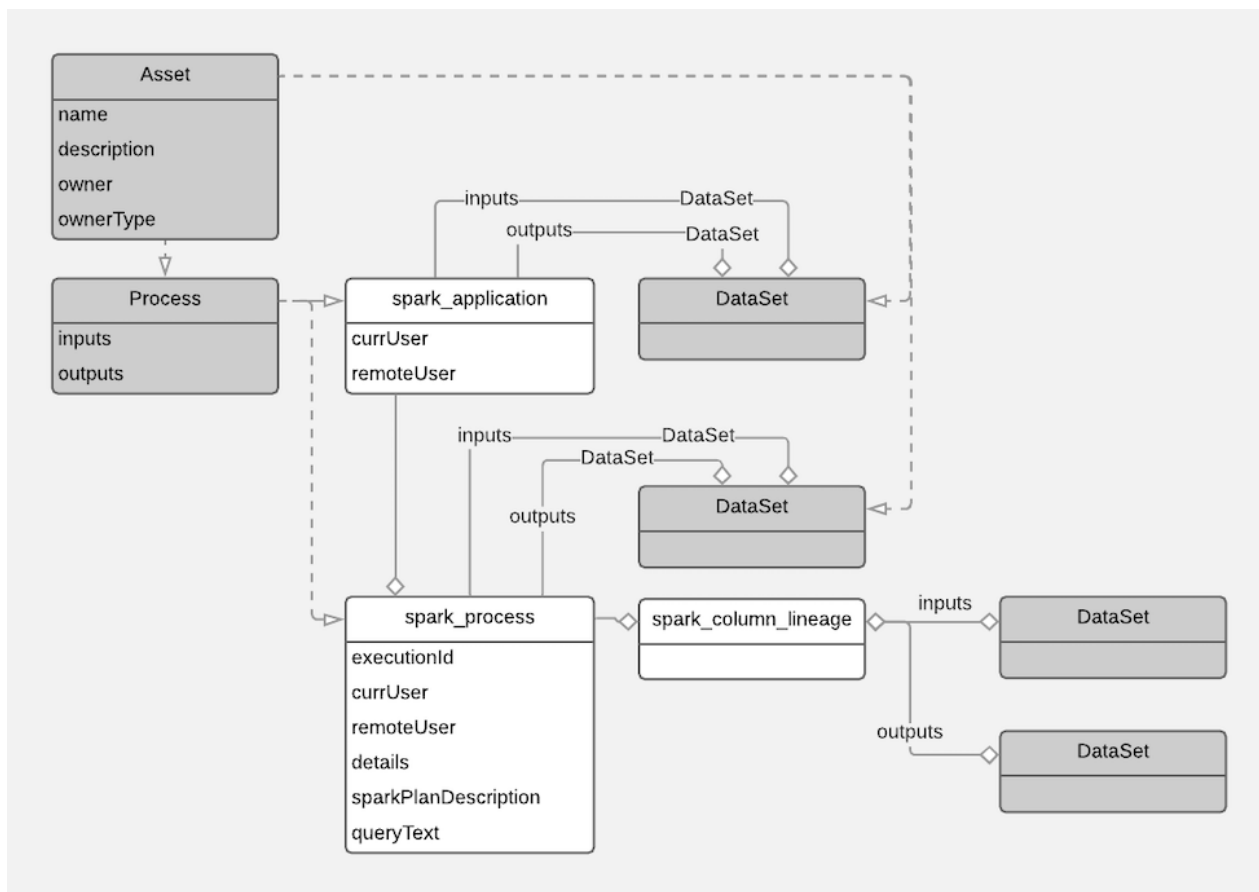 Asset
name
description
owner
ownerType
inputs DataSet
outputs DataSet
Process
inputs
outputs
spark_application
currUser
remoteUser
DataSet
inputs DataSet
DataSet
outputs
DataSet
spark_process
executionId
currUser
remoteUser
details
sparkPlanDescription
queryText
spark_column_lineage
inputs
DataSet
outputs
DataSet